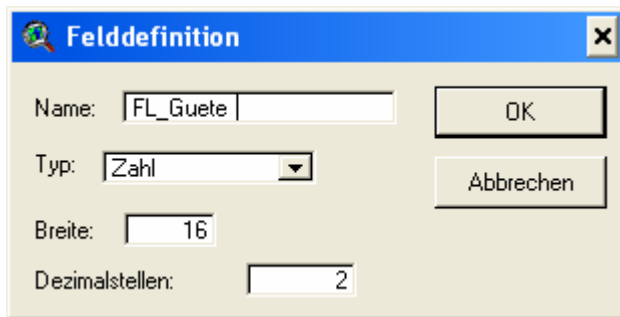 Felddefinition
Name: FL_Guete
OK
Typ: Zahl
Abbrechen
Breite: 16
Dezimalstellen: 2